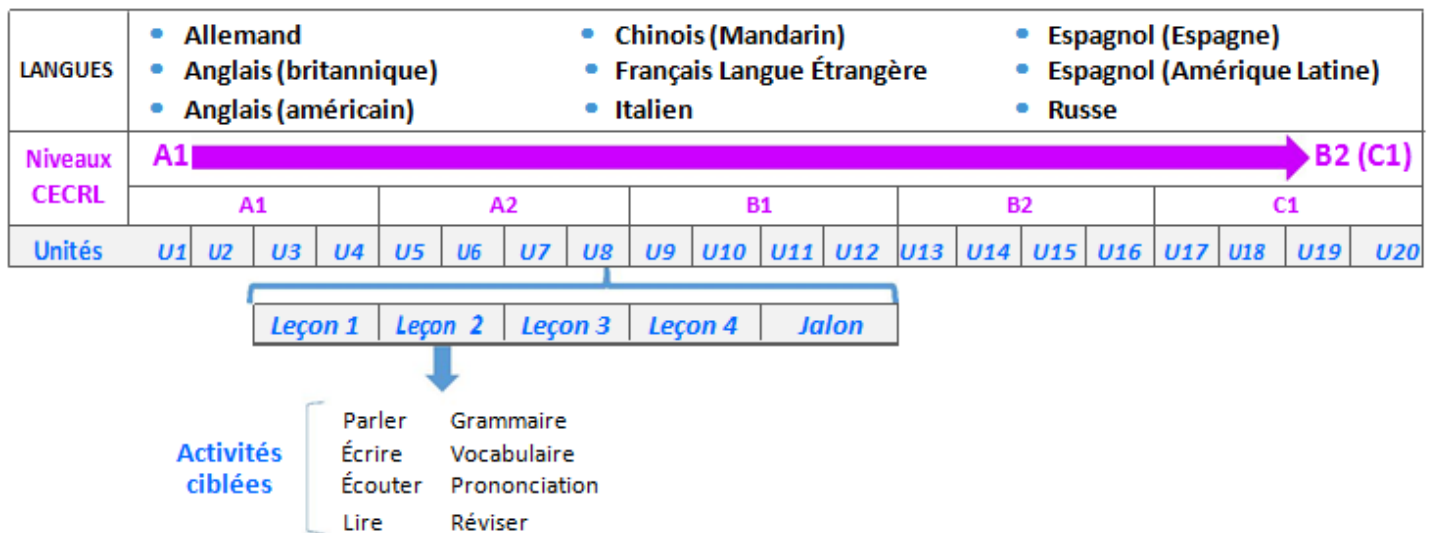 LANGUES
• Allemand • Chinois (Mandarin) • Espagnol (Espagne)
• Anglais (britannique) • Français Langue Étrangère • Espagnol (Amérique Latine)
• Anglais (américain) • Italien • Russe
Niveaux CECRL
A1 B2 (C1)
A1 A2 B1 B2 C1
Unités U1 U2 U3 U4 U5 U6 U7 U8 U9 U10 U11 U12 U13 U14 U15 U16 U17 U18 U19 U20
Leçon 1 Leçon 2 Leçon 3 Leçon 4 Jalon
Activités ciblées
Parler Grammaire
Écrire Vocabulaire
Écouter Prononciation
Lire Réviser